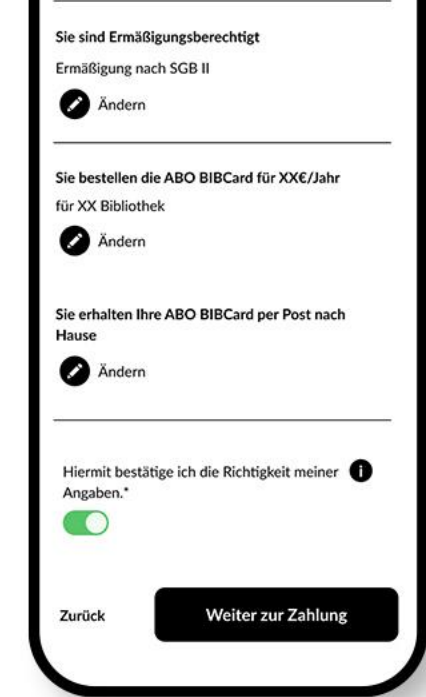 Sie sind Ermäßigungsberechtigt
Ermäßigung nach SGB II
Ändern
Sie bestellen die ABO BIBCard für XX€/Jahr
für XX Bibliothek
Ändern
Sie erhalten Ihre ABO BIBCard per Post nach
Hause
Ändern
Hiermit bestätige ich die Richtigkeit meiner i
Angaben.*
Zurück Weiter zur Zahlung